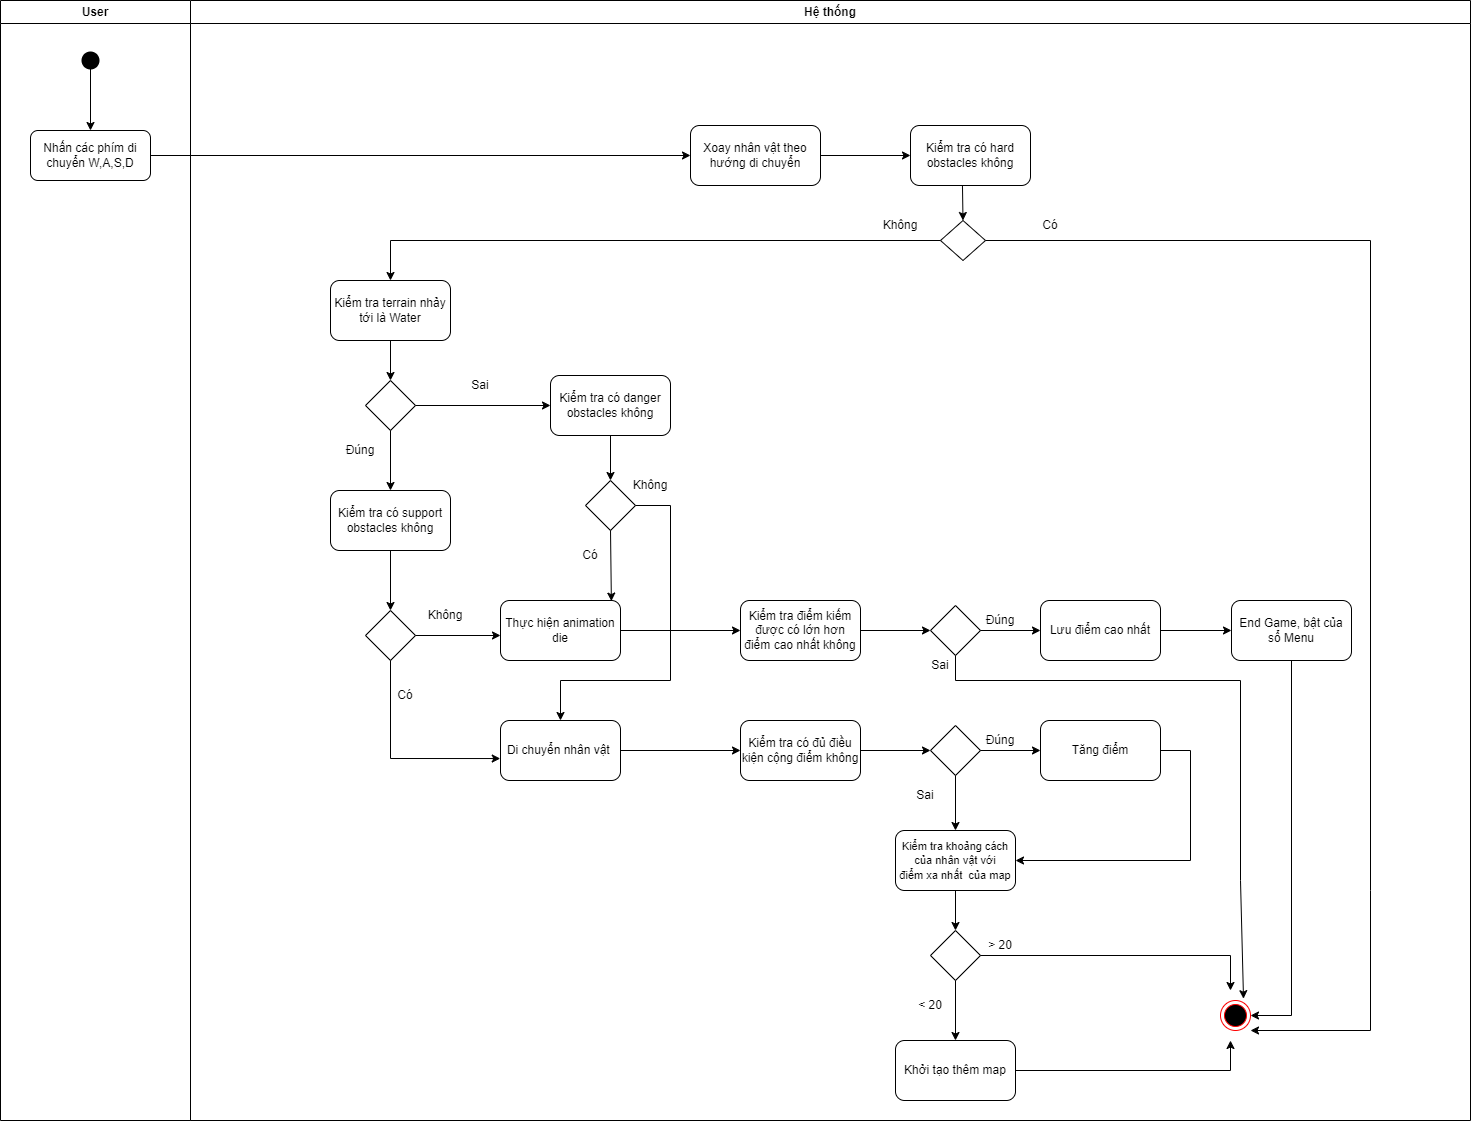 User
Hệ thống
Nhấn các phím di
chuyển W,A,S,D
Xoay nhân vật theo
hướng di chuyển
Kiểm tra có hard
obstacles không
Không
Có
Kiểm tra terrain nhảy
tới là Water
Sai
Kiểm tra có danger
obstacles không
Đúng
Không
Kiểm tra có support
obstacles không
Có
Không
Thực hiện animation
die
Kiểm tra điểm kiếm
được có lớn hơn
điểm cao nhất không
Đúng
Lưu điểm cao nhất
End Game, bật của
sổ Menu
Sai
Có
Di chuyển nhân vật
Kiểm tra có đủ điều
kiện cộng điểm không
Đúng
Tăng điểm
Sai
Kiểm tra khoảng cách
của nhân vật với
điểm xa nhất của map
> 20
< 20
Khởi tạo thêm map